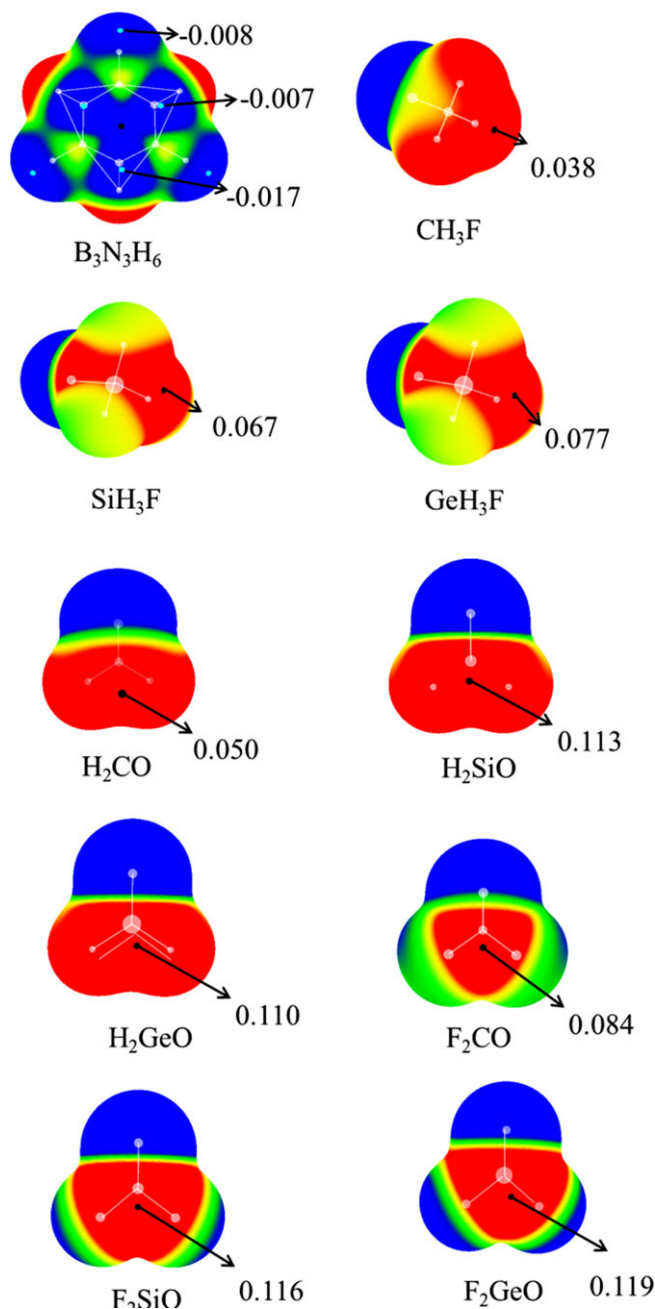 -0.008
-0.007
-0.017
B₃N₃H₆
0.038
CH₃F
0.067
SiH₃F
0.077
GeH₃F
0.050
H₂CO
0.113
H₂SiO
0.110
H₂GeO
0.084
F₂CO
0.116
F₂SiO
0.119
F₂GeO